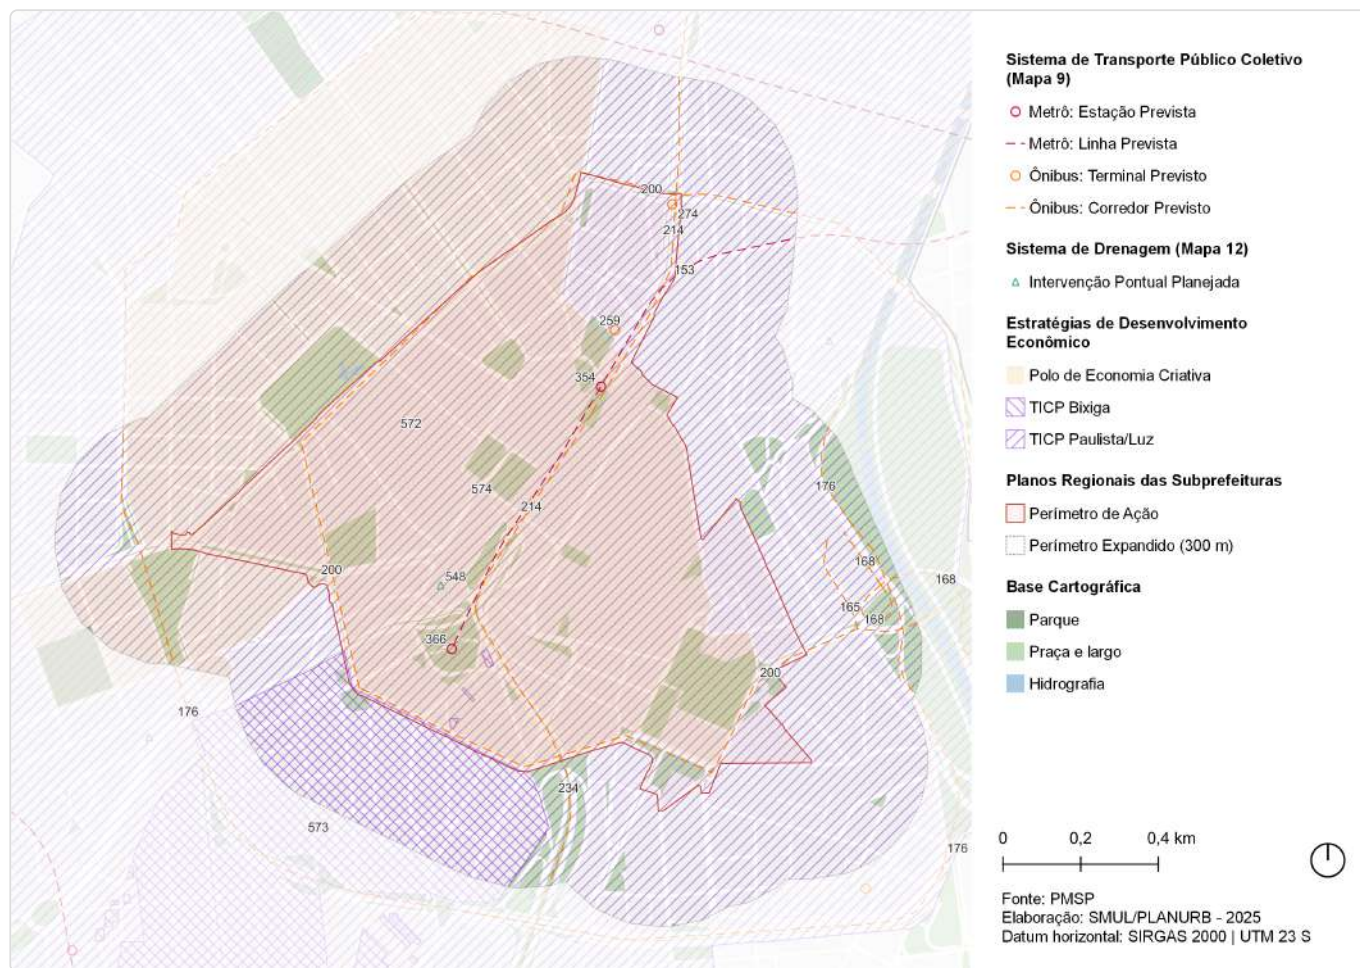 Sistema de Transporte Público Coletivo
(Mapa 9)
Metrô: Estação Prevista
Metrô: Linha Prevista
Ônibus: Terminal Previsto
Ônibus: Corredor Previsto
Sistema de Drenagem (Mapa 12)
Intervenção Pontual Planejada
Estratégias de Desenvolvimento
Econômico
Polo de Economia Criativa
TICP Bixiga
TICP Paulista/Luz
Planos Regionais das Subprefeituras
Perímetro de Ação
Perímetro Expandido (300 m)
Base Cartográfica
Parque
Praça e largo
Hidrografia
0 0,2 0,4 km
Fonte: PMSP
Elaboração: SMUL/PLANURB - 2025
Datum horizontal: SIRGAS 2000 | UTM 23 S
200
274
214
153
259
354
572
574
214
176
200
548
168
168
165
168
366
200
176
234
573
176